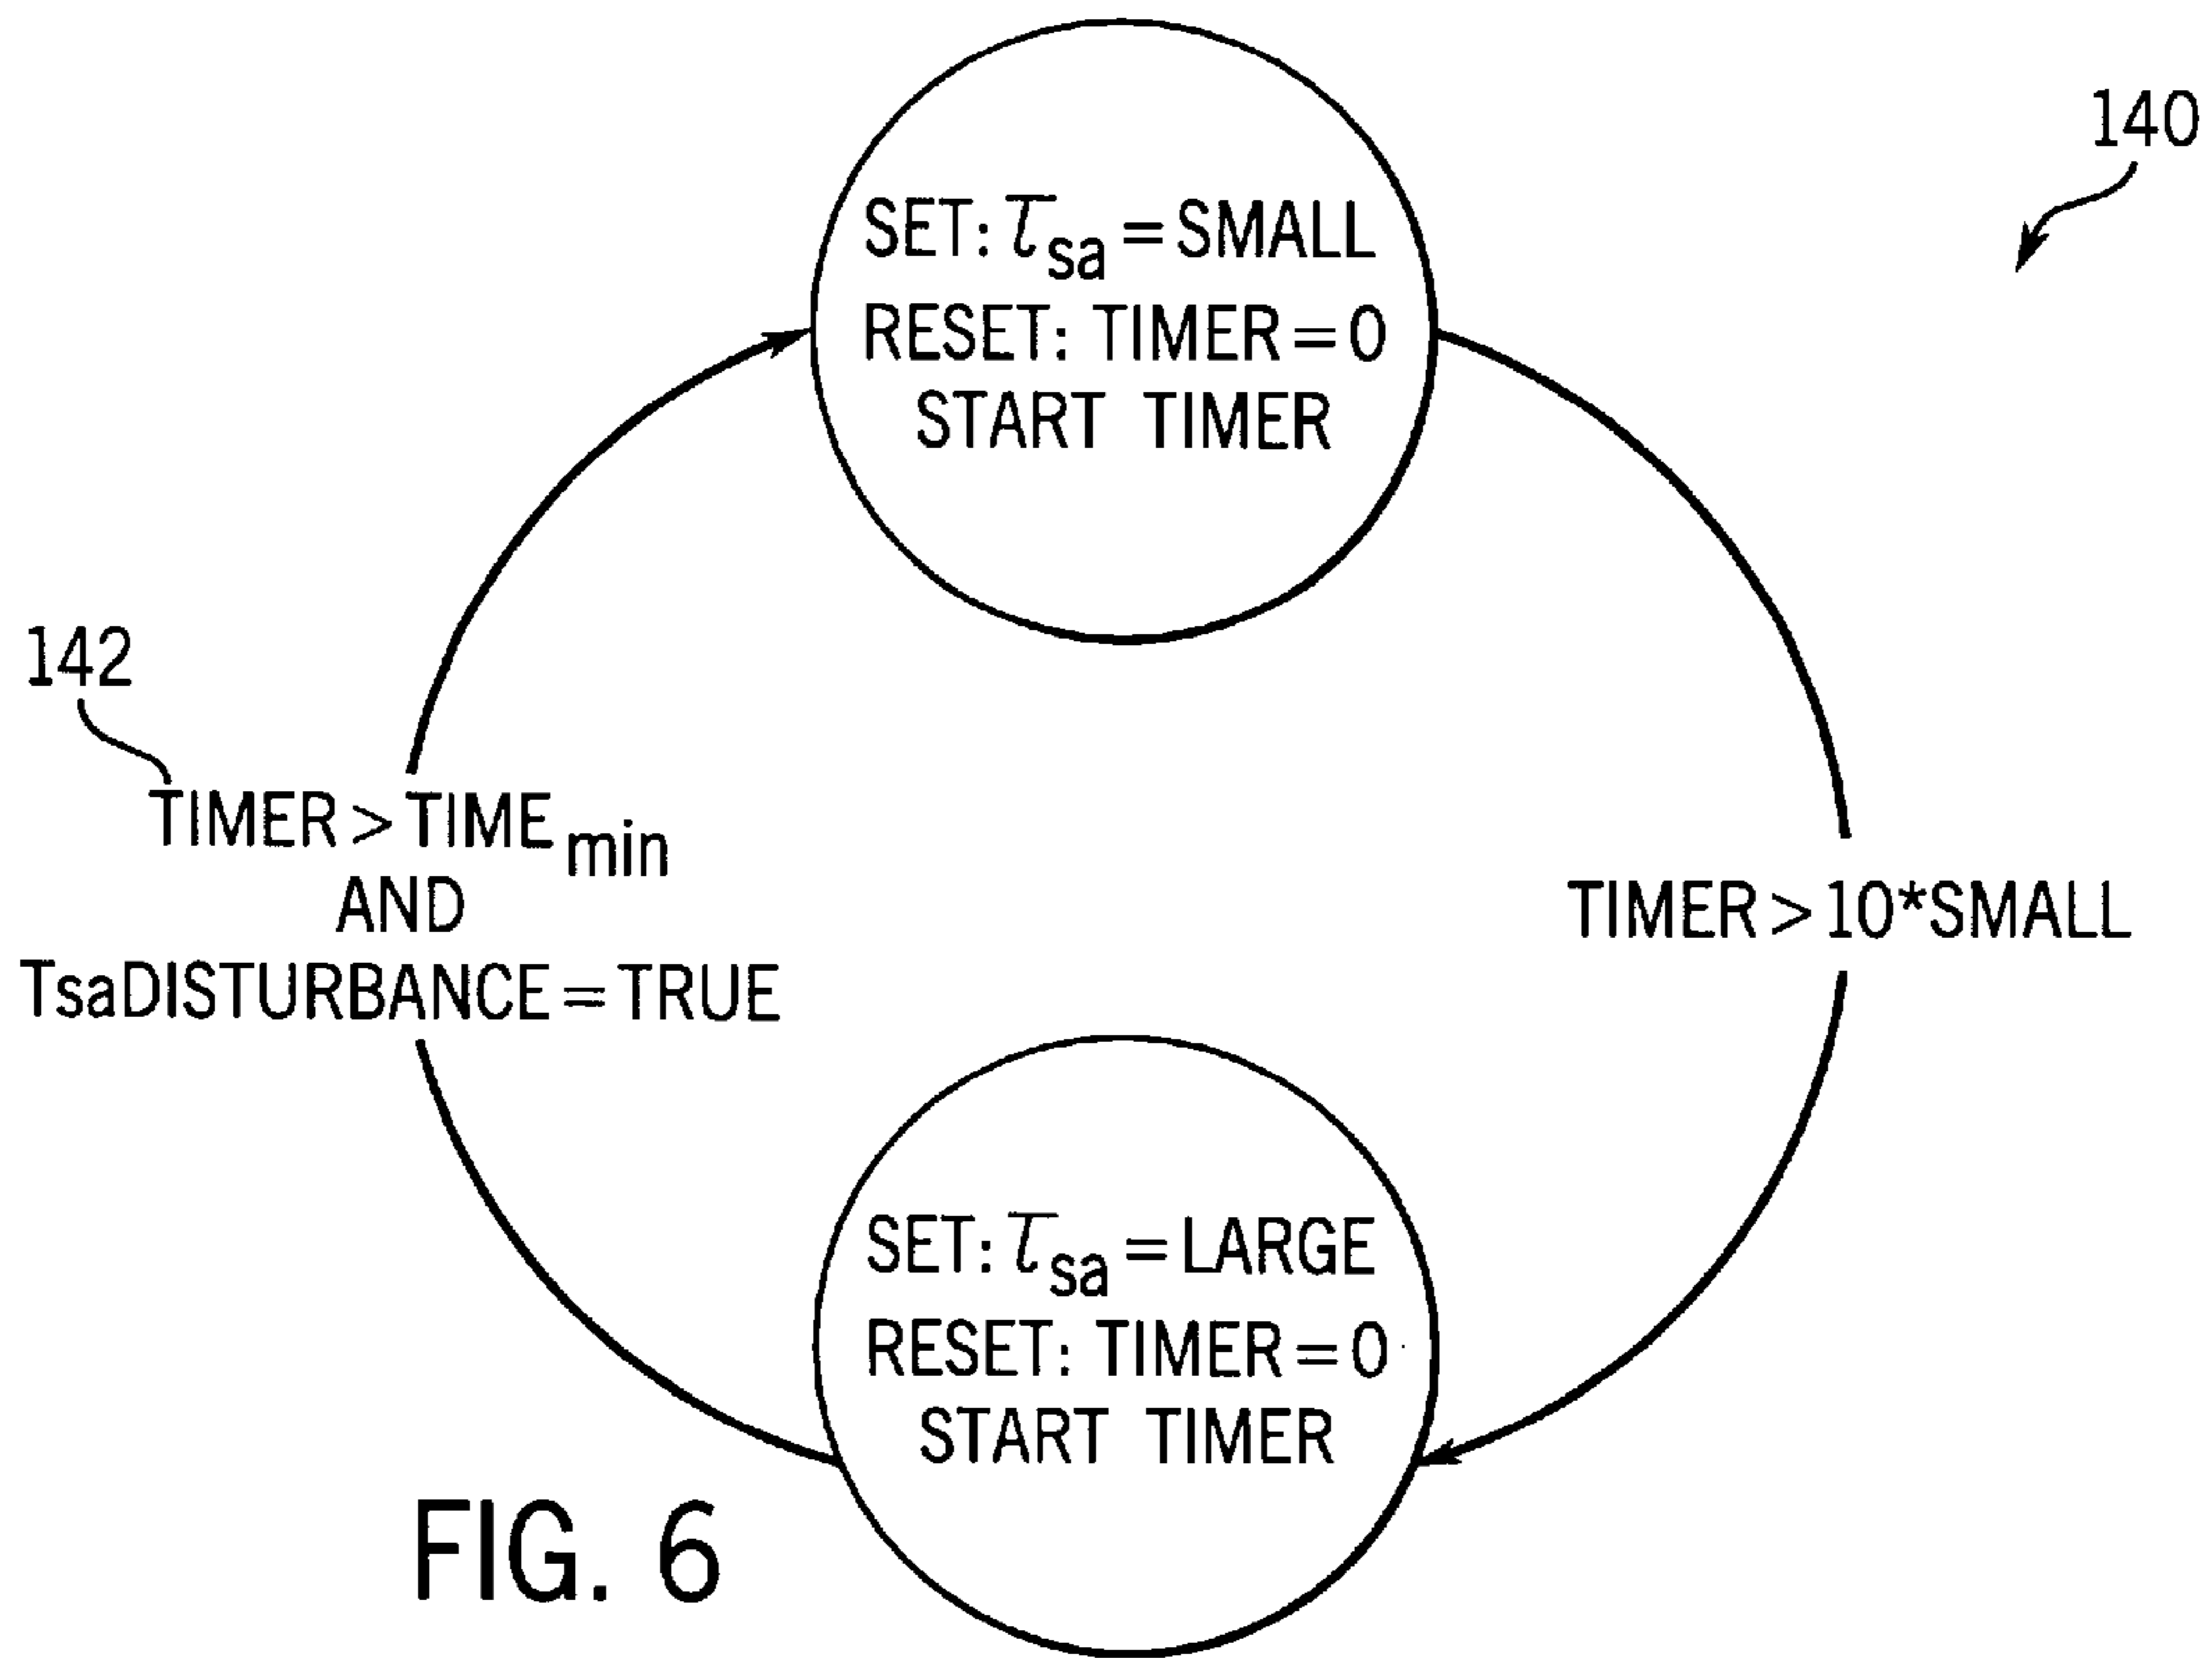 140
SET: τsa = SMALL
RESET: TIMER = 0
START TIMER
142
TIMER > TIMEmin
AND
TsaDISTURBANCE = TRUE
TIMER > 10*SMALL
SET: τsa = LARGE
RESET: TIMER = 0
START TIMER
FIG. 6